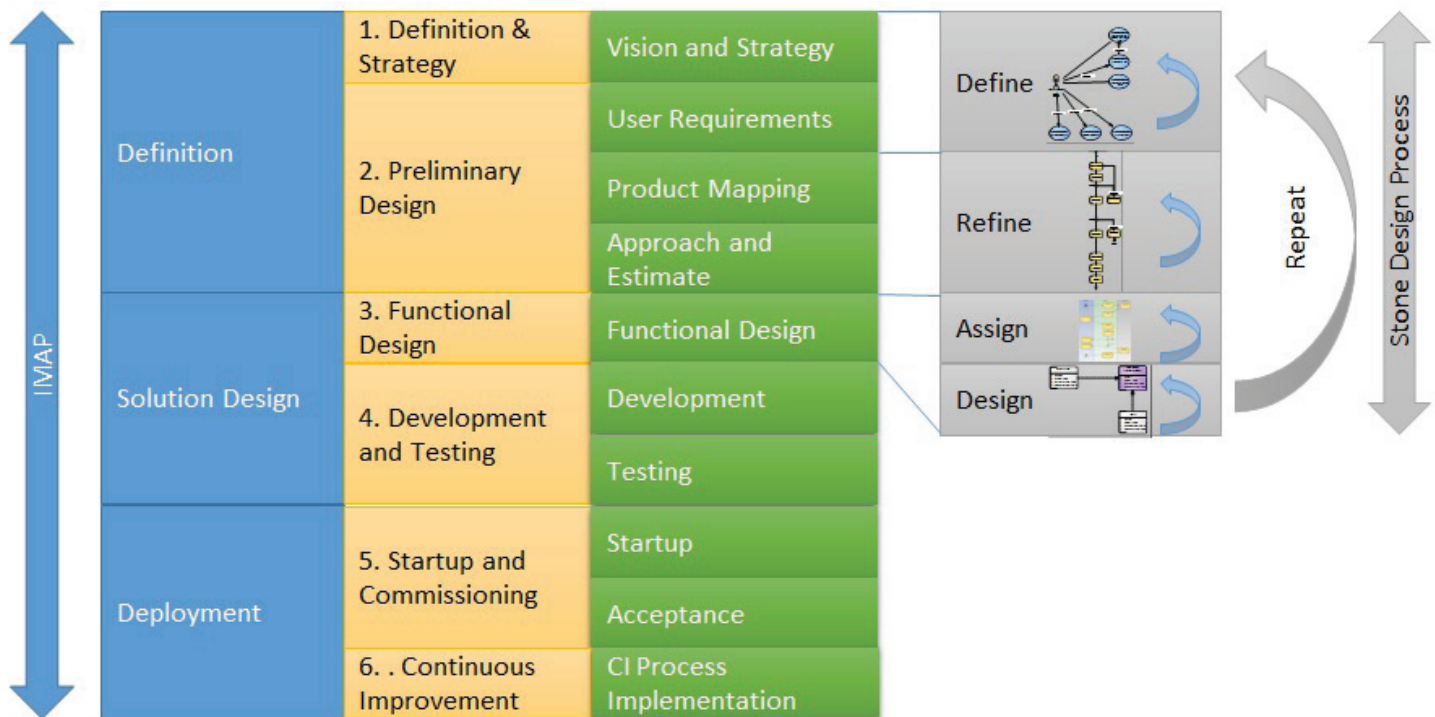 IMAP
Definition
Solution Design
Deployment
1. Definition &
Strategy
2. Preliminary
Design
3. Functional
Design
4. Development
and Testing
5. Startup and
Commissioning
6. . Continuous
Improvement
Vision and Strategy
User Requirements
Product Mapping
Approach and
Estimate
Functional Design
Development
Testing
Startup
Acceptance
CI Process
Implementation
Define
Refine
Assign
Design
Repeat
Stone Design Process